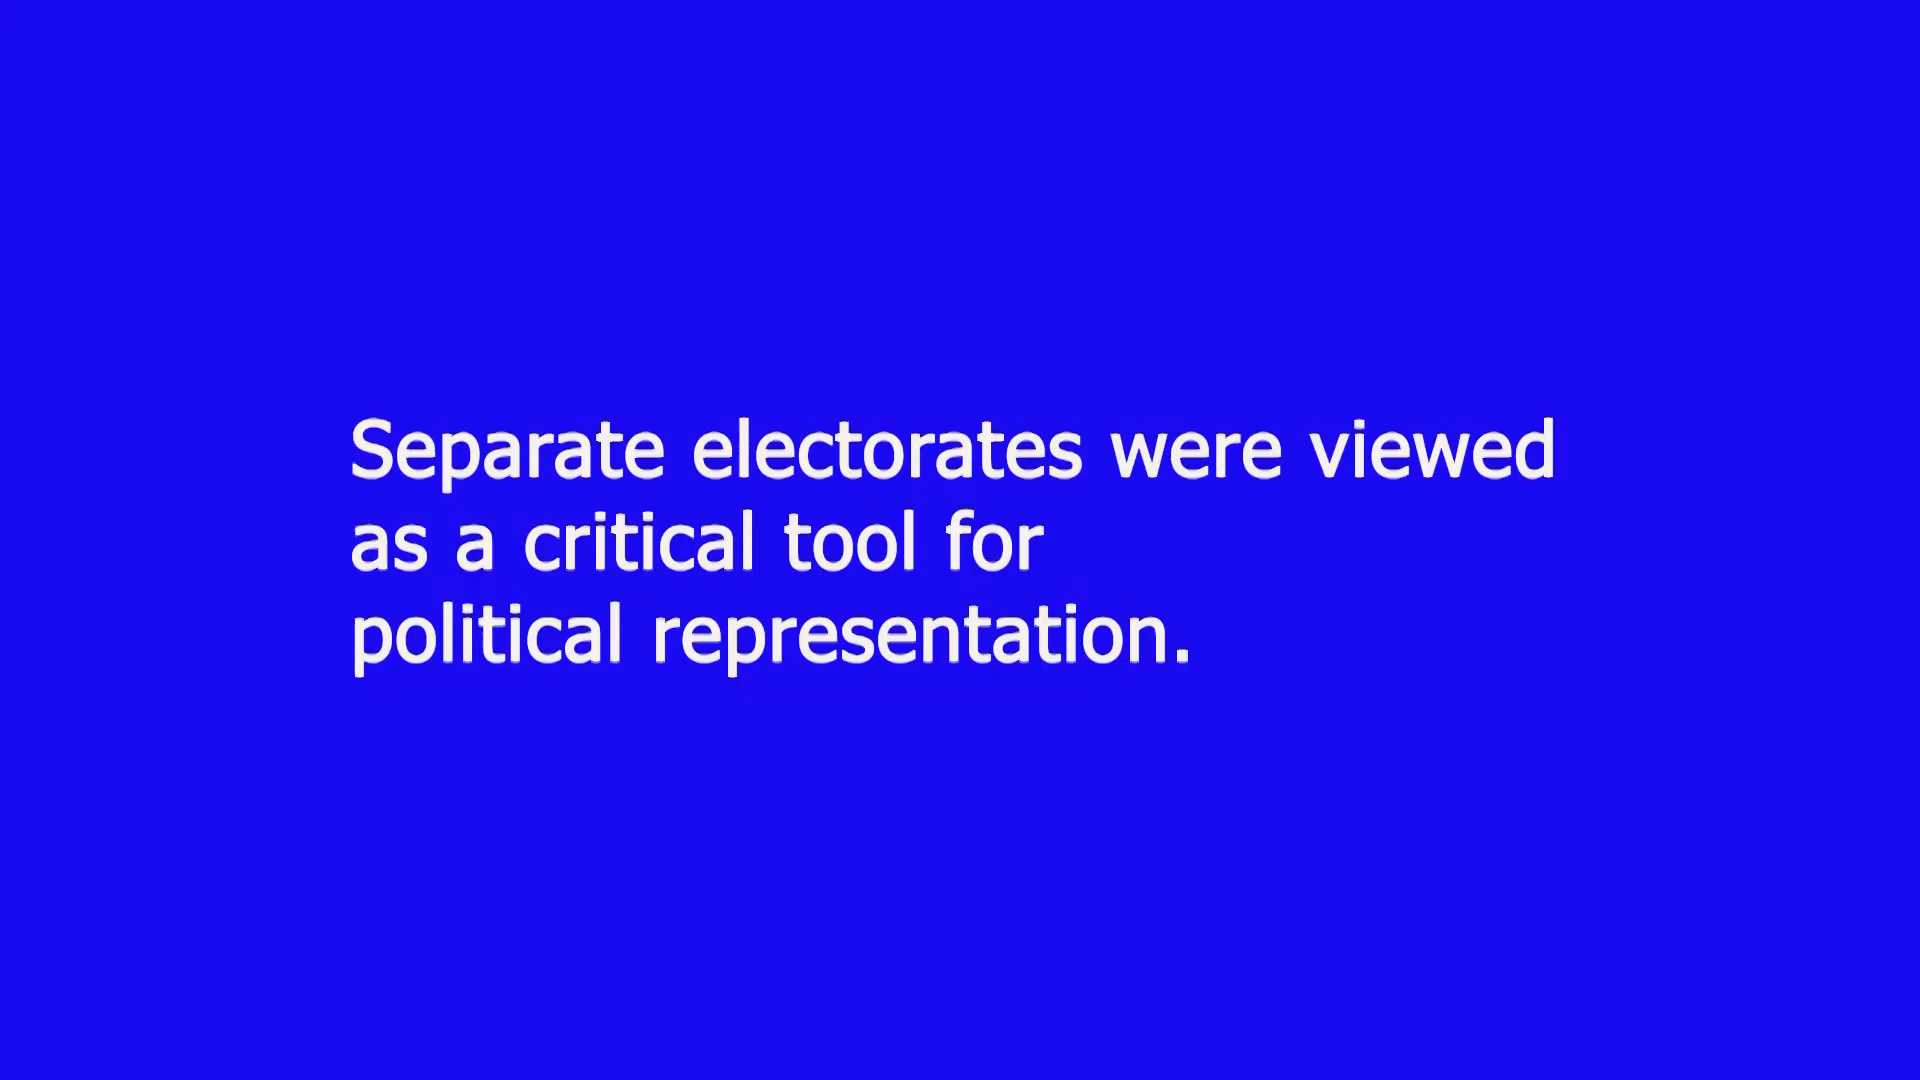 Separate electorates were viewed
as a critical tool for
political representation.